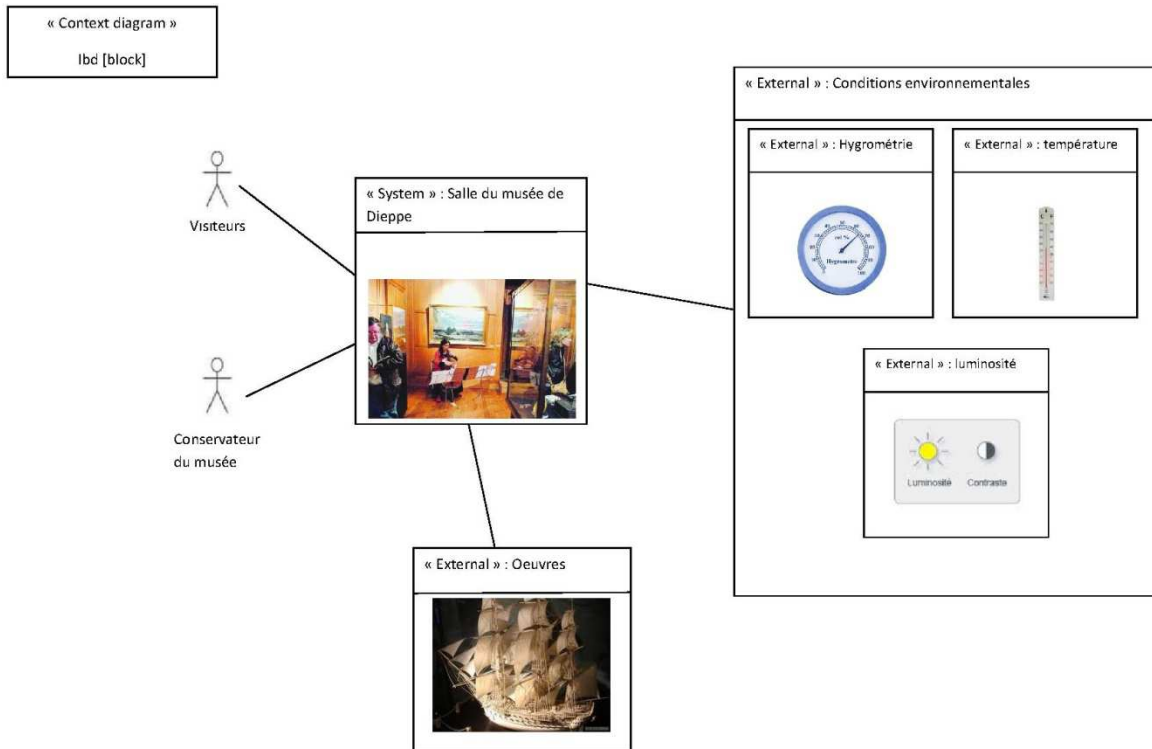 « Context diagram »
Ibd [block]
« External » : Conditions environnementales
« External » : Hygrométrie
« External » : température
Visiteurs
« System » : Salle du musée de
Dieppe
Hygrometre
« External » : luminosité
Luminosité
Contraste
Conservateur
du musée
« External » : Oeuvres